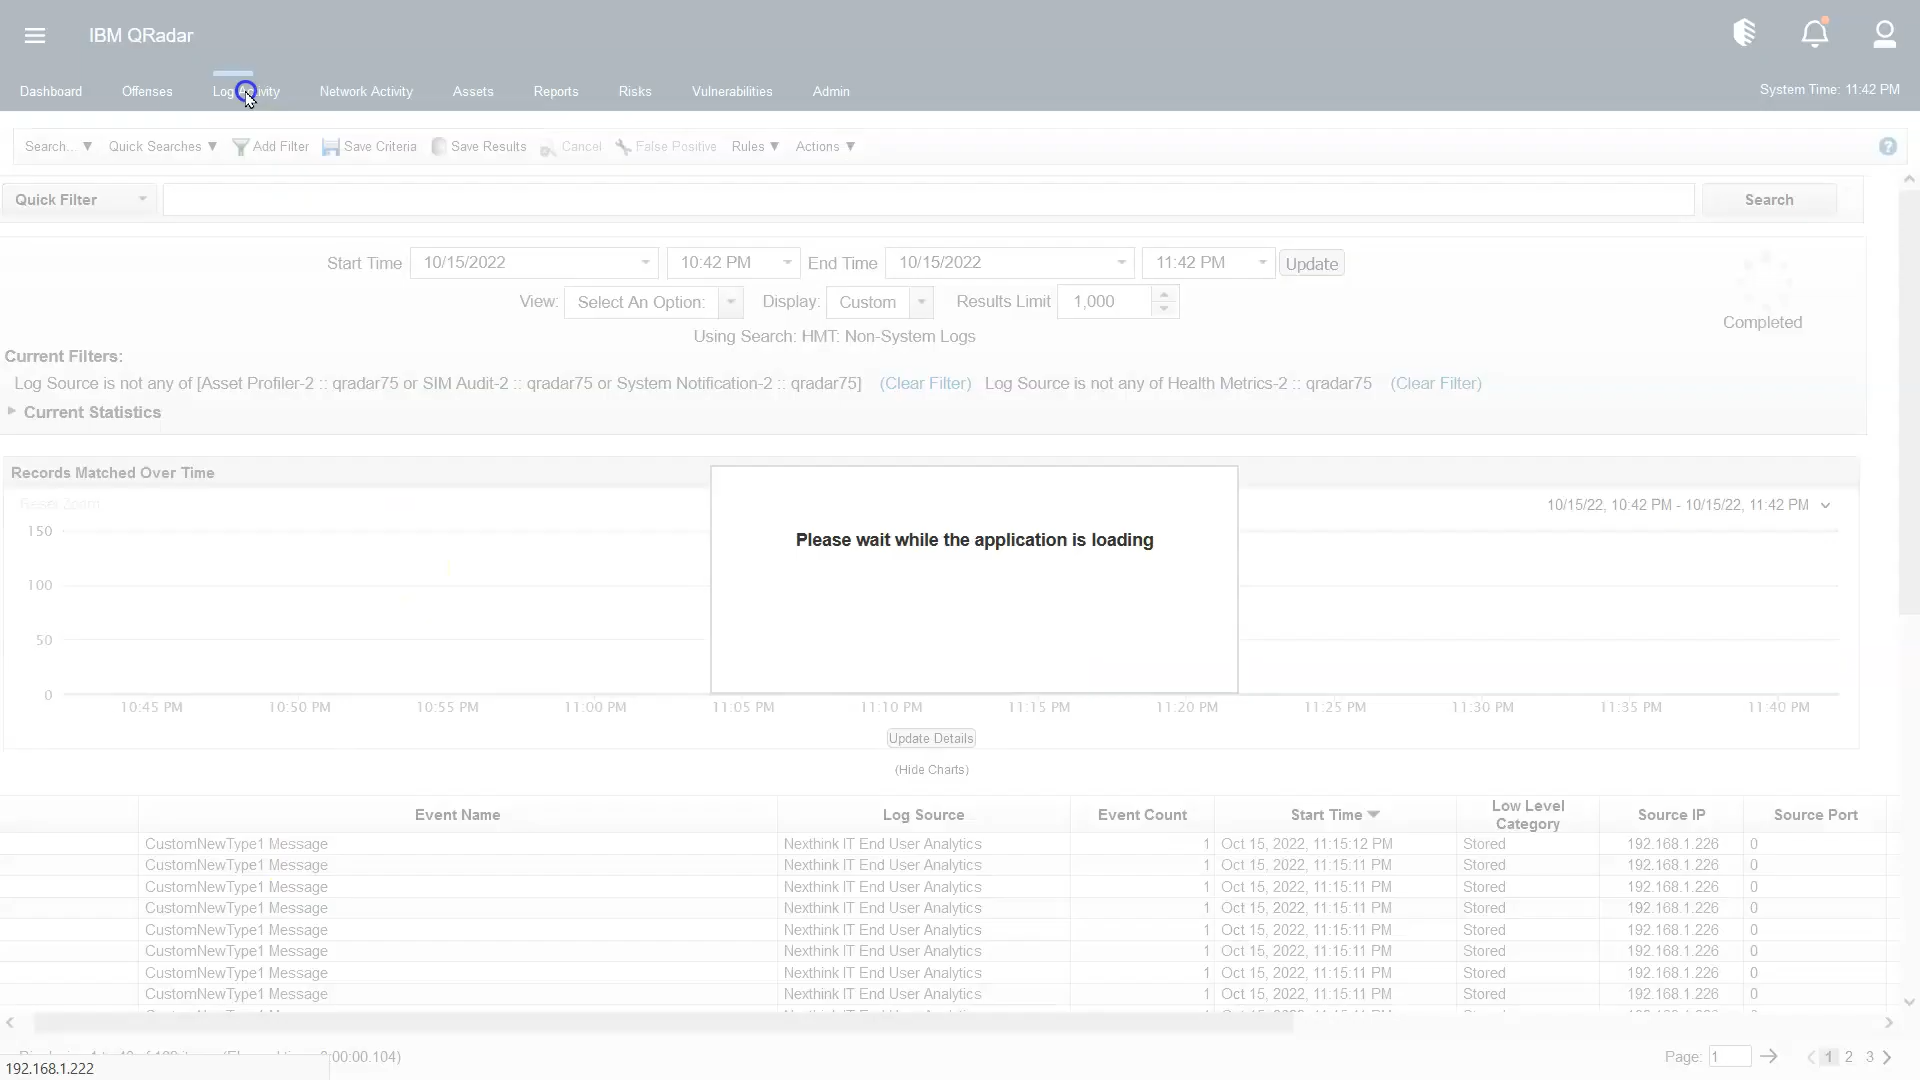 IBM QRadar
Dashboard Offenses Log Activity Network Activity Assets Reports Risks Vulnerabilities Admin System Time: 11:42 PM
Search... Quick Searches Add Filter Save Criteria Save Results Cancel False Positive Rules Actions
Quick Filter Search
Start Time 10/15/2022 10:42 PM End Time 10/15/2022 11:42 PM Update
View: Select An Option: Display: Custom Results Limit 1,000
Completed
Using Search: HMT: Non-System Logs
Current Filters:
Log Source is not any of [Asset Profiler-2 :: qradar75 or SIM Audit-2 :: qradar75 or System Notification-2 :: qradar75] (Clear Filter) Log Source is not any of Health Metrics-2 :: qradar75 (Clear Filter)
Current Statistics
Records Matched Over Time
Reset Zoom 10/15/22, 10:42 PM - 10/15/22, 11:42 PM
150
Please wait while the application is loading
100
50
0
10:45 PM 10:50 PM 10:55 PM 11:00 PM 11:05 PM 11:10 PM 11:15 PM 11:20 PM 11:25 PM 11:30 PM 11:35 PM 11:40 PM
Update Details
(Hide Charts)
Event Name Log Source Event Count Start Time Low Level Category Source IP Source Port
CustomNewType1 Message Nexthink IT End User Analytics 1 Oct 15, 2022, 11:15:12 PM Stored 192.168.1.226 0
CustomNewType1 Message Nexthink IT End User Analytics 1 Oct 15, 2022, 11:15:11 PM Stored 192.168.1.226 0
CustomNewType1 Message Nexthink IT End User Analytics 1 Oct 15, 2022, 11:15:11 PM Stored 192.168.1.226 0
CustomNewType1 Message Nexthink IT End User Analytics 1 Oct 15, 2022, 11:15:11 PM Stored 192.168.1.226 0
CustomNewType1 Message Nexthink IT End User Analytics 1 Oct 15, 2022, 11:15:11 PM Stored 192.168.1.226 0
CustomNewType1 Message Nexthink IT End User Analytics 1 Oct 15, 2022, 11:15:11 PM Stored 192.168.1.226 0
CustomNewType1 Message Nexthink IT End User Analytics 1 Oct 15, 2022, 11:15:11 PM Stored 192.168.1.226 0
CustomNewType1 Message Nexthink IT End User Analytics 1 Oct 15, 2022, 11:15:11 PM Stored 192.168.1.226 0
:00:00.104) Page: 1 1 2 3
192.168.1.222